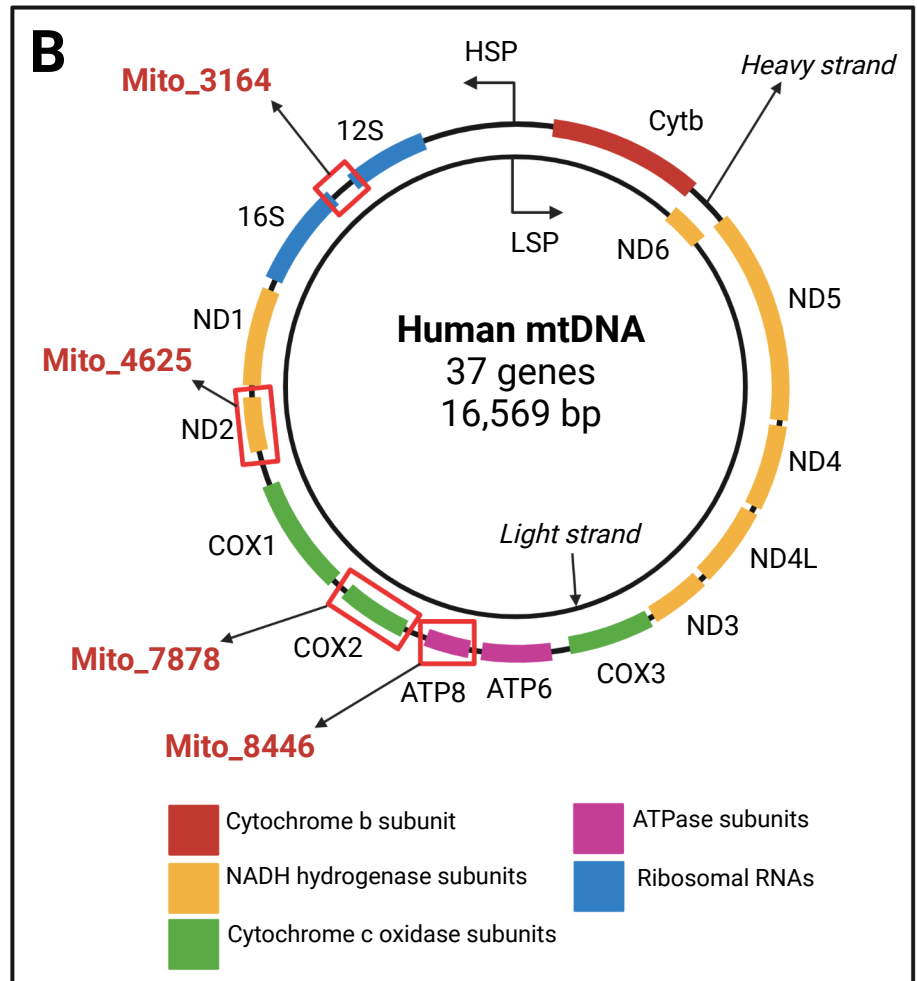 B
HSP
Heavy strand
Mito_3164
12S
Cytb
16S
LSP
ND6
ND5
ND1
Human mtDNA
37 genes
16,569 bp
Mito_4625
ND2
ND4
Light strand
COX1
ND4L
ND3
COX2
Mito_7878
COX3
ATP8
ATP6
Mito_8446
Cytochrome b subunit
ATPase subunits
NADH hydrogenase subunits
Ribosomal RNAs
Cytochrome c oxidase subunits